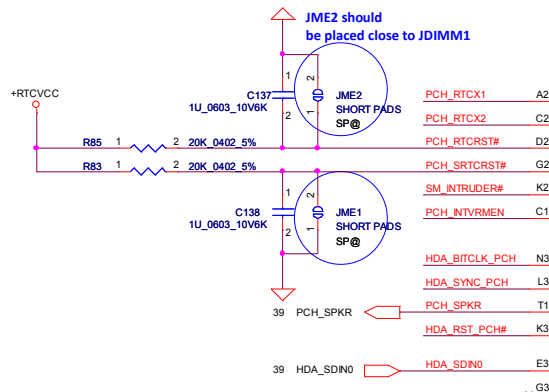 JME2 should
be placed close to JDIMM1
+RTCVCC
1
2
C137
JME2
1U_0603_10V6K
SHORT PADS
2
1
SP@
PCH_RTCX1 A2
PCH_RTCX2 C2
R85 1 2 20K_0402_5% PCH_RTCRST# D2
R83 1 2 20K_0402_5% PCH_SRTCRST# G2
SM_INTRUDER# K2
1
2
C138
JME1
PCH_INTVRMEN C1
1U_0603_10V6K
SHORT PADS
2
1
SP@
HDA_BITCLK_PCH N3
HDA_SYNC_PCH L3
39 PCH_SPKR PCH_SPKR T1
HDA_RST_PCH# K3
39 HDA_SDIN0 HDA_SDIN0 E3
G3